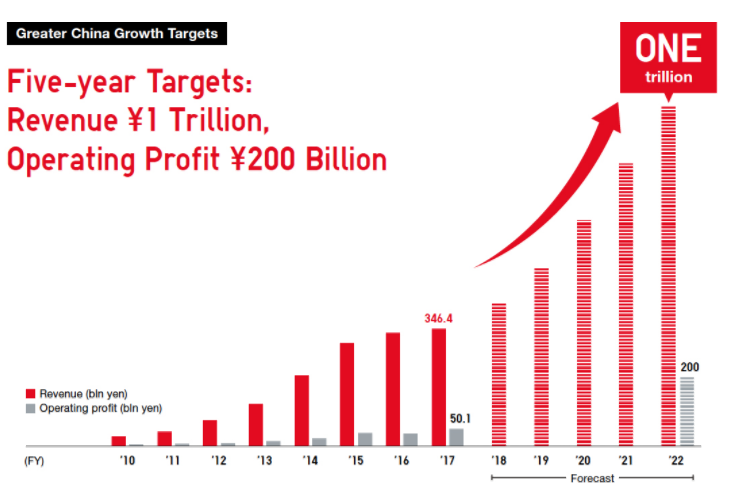 Greater China Growth Targets
Five-year Targets:
Revenue ¥1 Trillion,
Operating Profit ¥200 Billion
ONE
trillion
346.4
200
Revenue (bln yen)
Operating profit (bln yen)
50.1
(FY) '10 '11 '12 '13 '14 '15 '16 '17 '18 '19 '20 '21 '22
Forecast